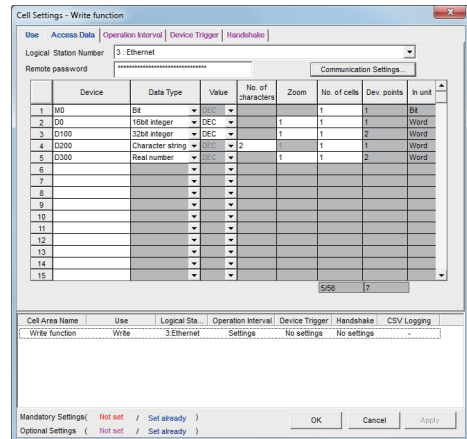 Cell Settings - Write function
Use Access Data Operation Interval Device Trigger Handshake
Logical Station Number 3 : Ethernet
Remote password ********************************
Communication Settings...
Device Data Type Value No. of characters Zoom No. of cells Dev. points In unit
1 M0 Bit DEC 1 1 Bit
2 D0 16bit integer DEC 1 1 1 Word
3 D100 32bit integer DEC 1 1 2 Word
4 D200 Character string DEC 2 1 1 1 Word
5 D300 Real number DEC 1 1 2 Word
6
7
8
9
10
11
12
13
14
15
5/56 7
Cell Area Name Use Logical Sta... Operation Interval Device Trigger Handshake CSV Logging
Write function Write 3:Ethernet Settings No settings No settings -
Mandatory Settings( Not set / Set already )
Optional Settings ( Not set / Set already )
OK Cancel Apply